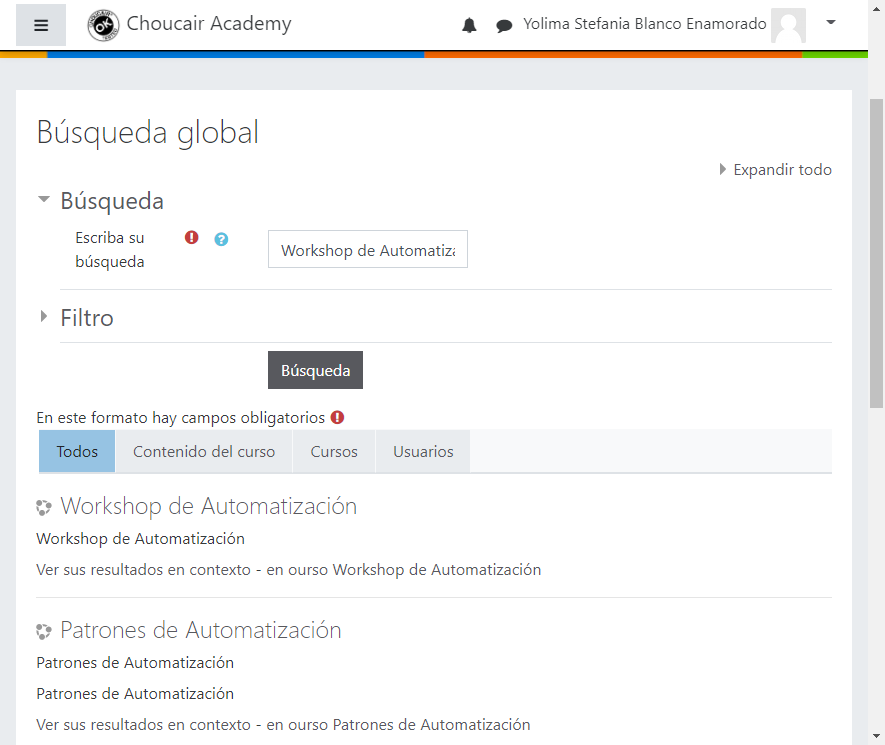 Choucair Academy
Yolima Stefania Blanco Enamorado
Búsqueda global
Expandir todo
Búsqueda
Escriba su
búsqueda
Workshop de Automatiza
Filtro
Búsqueda
En este formato hay campos obligatorios
Todos
Contenido del curso
Cursos
Usuarios
Workshop de Automatización
Workshop de Automatización
Ver sus resultados en contexto - en ourso Workshop de Automatización
Patrones de Automatización
Patrones de Automatización
Patrones de Automatización
Ver sus resultados en contexto - en ourso Patrones de Automatización